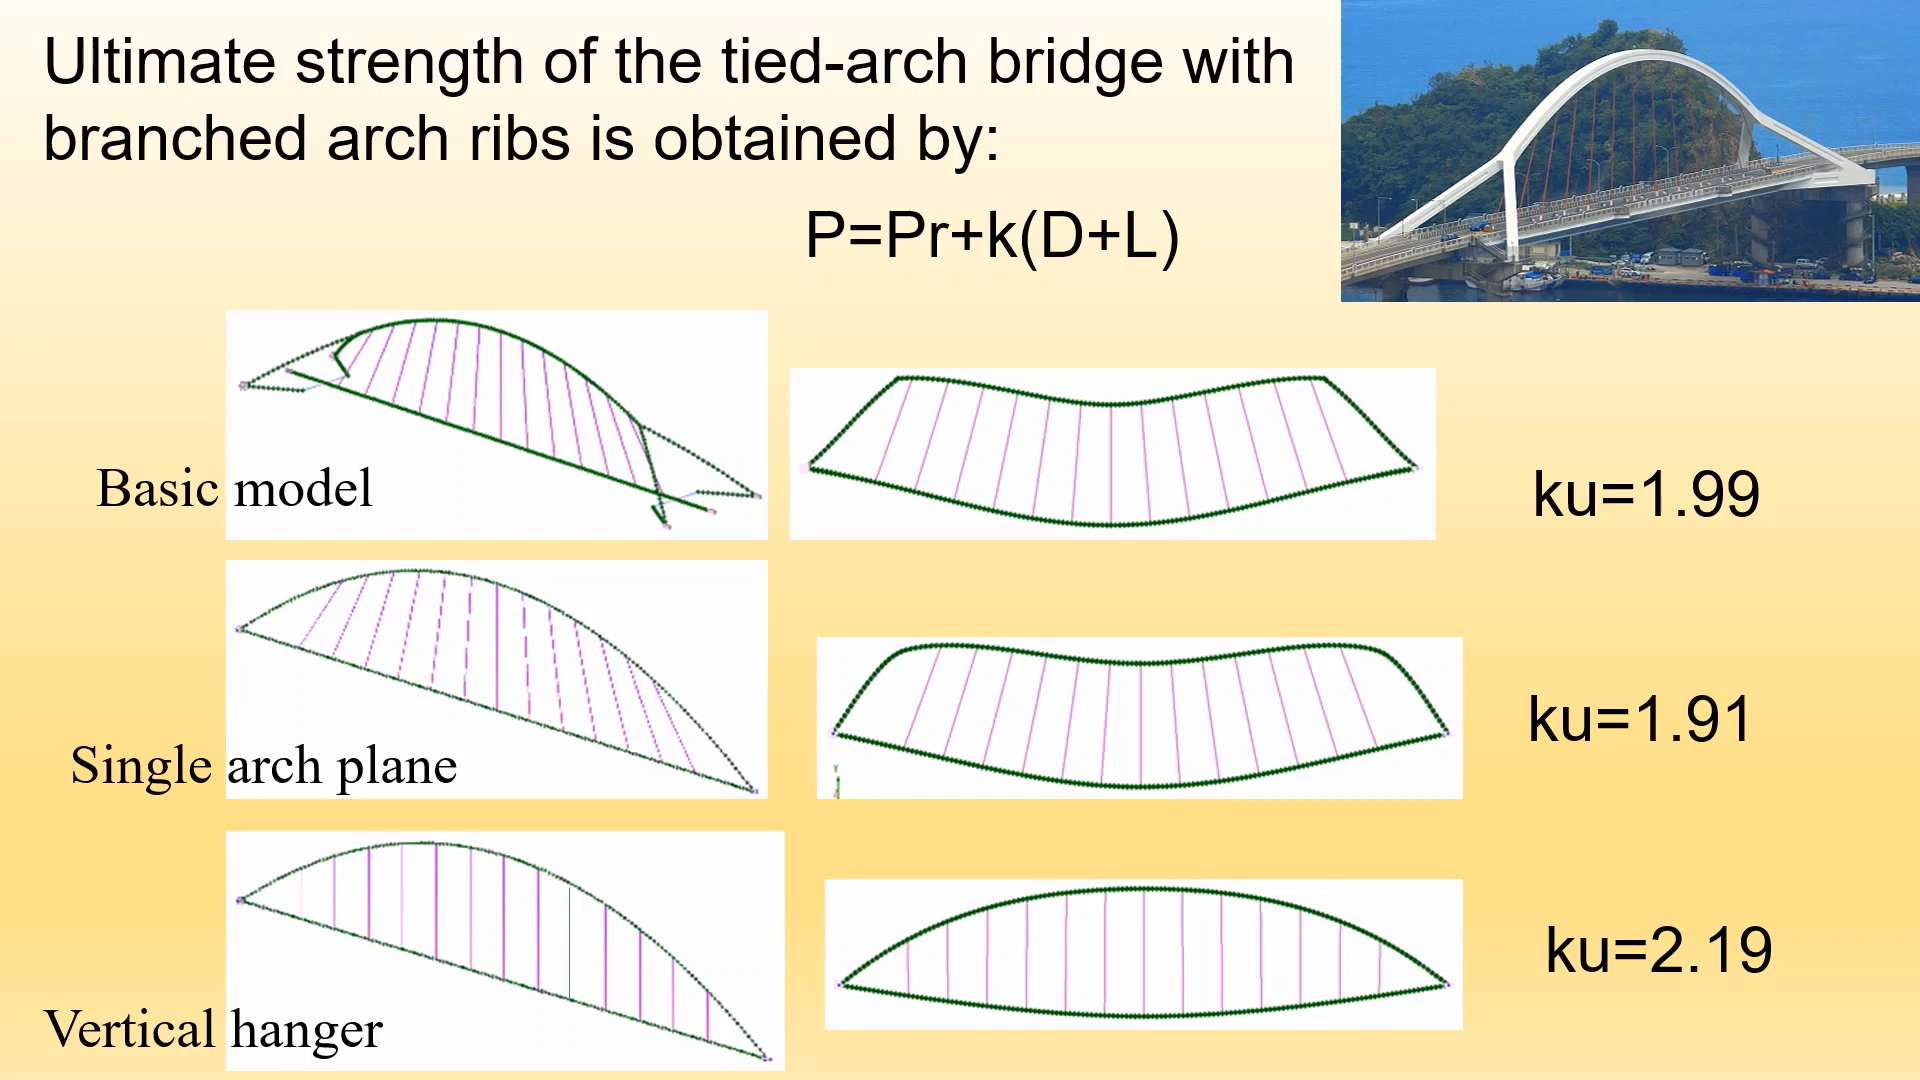 Ultimate strength of the tied-arch bridge with
branched arch ribs is obtained by:
P=Pr+k(D+L)
Basic model
ku=1.99
Single arch plane
ku=1.91
Y
Vertical hanger
ku=2.19